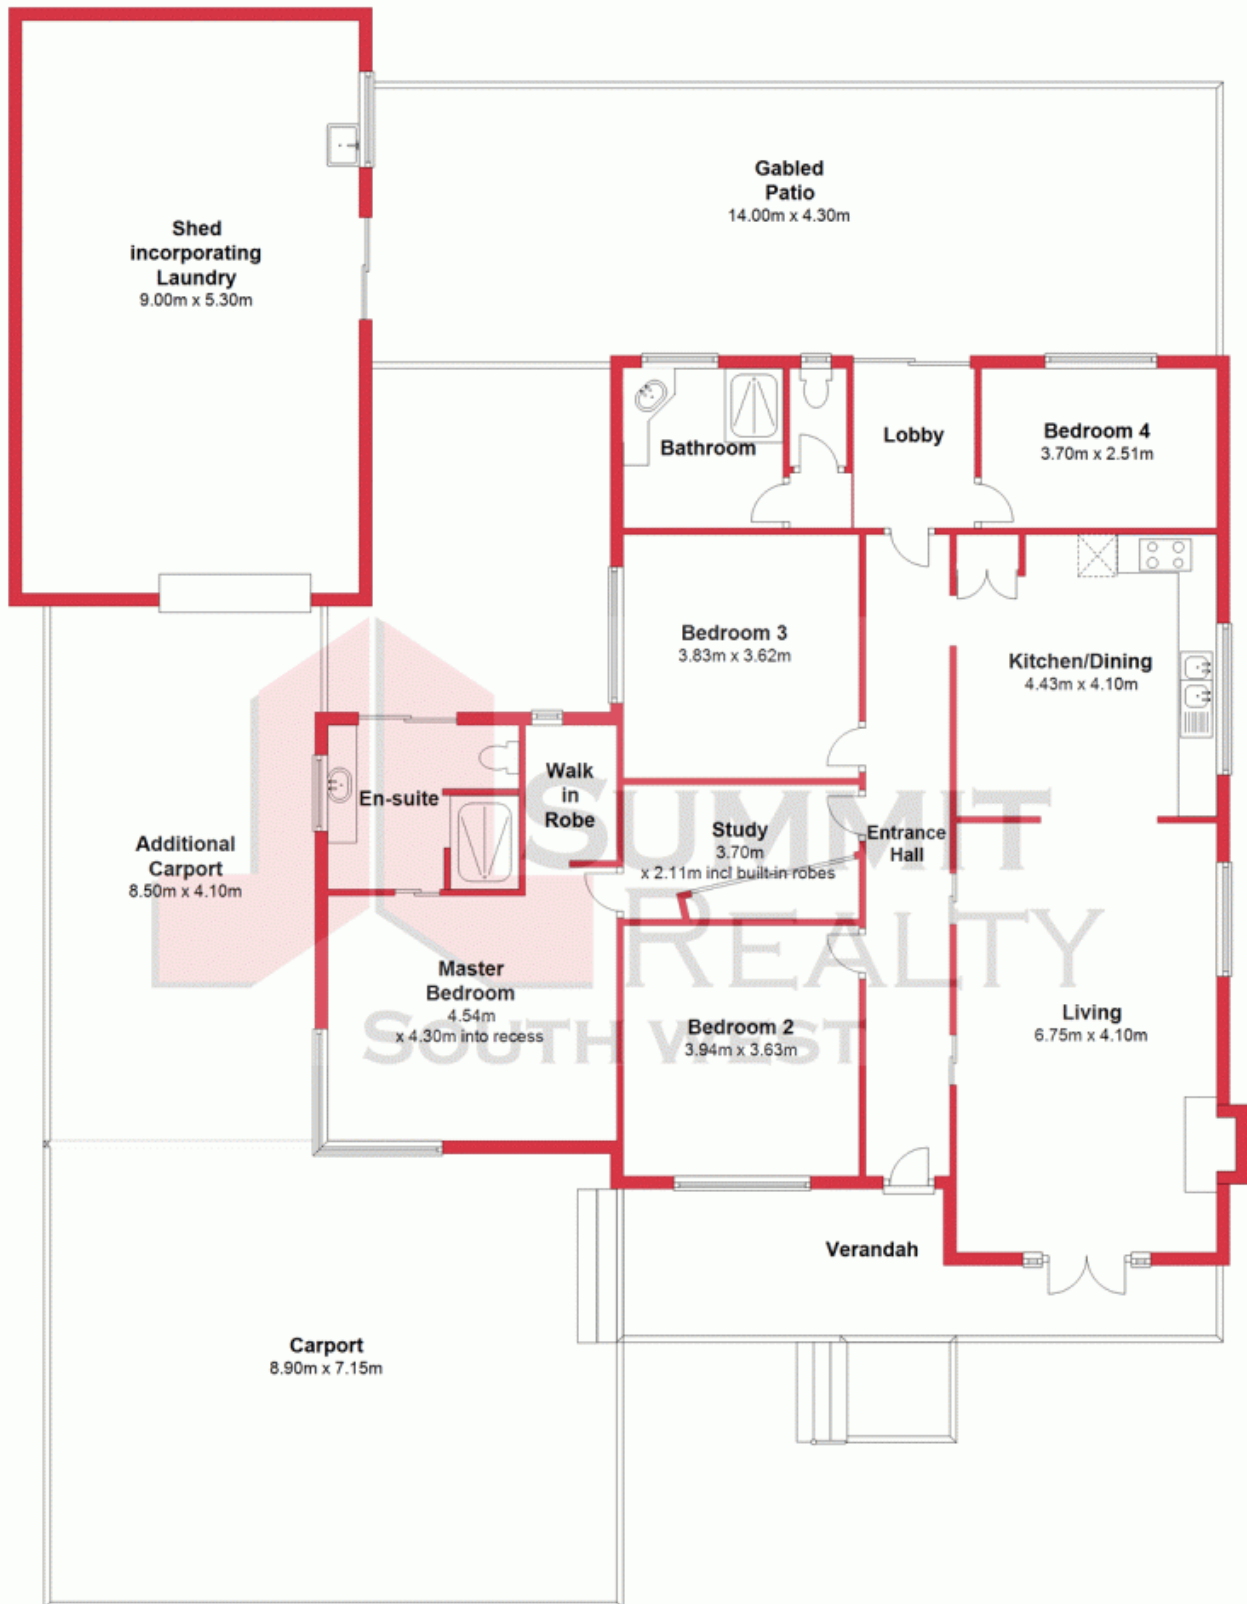 Gabled
Patio
14.00m x 4.30m
Shed
incorporating
Laundry
9.00m x 5.30m
Bathroom
Lobby
Bedroom 4
3.70m x 2.51m
Bedroom 3
3.83m x 3.62m
Kitchen/Dining
4.43m x 4.10m
Walk
in
Robe
En-suite
Study
3.70m
x 2.11m incl built-in robes
Entrance
Hall
Additional
Carport
8.50m x 4.10m
SUMMIT
REALTY
SOUTH WEST
Master
Bedroom
4.54m
x 4.30m into recess
Bedroom 2
3.94m x 3.63m
Living
6.75m x 4.10m
Verandah
Carport
8.90m x 7.15m